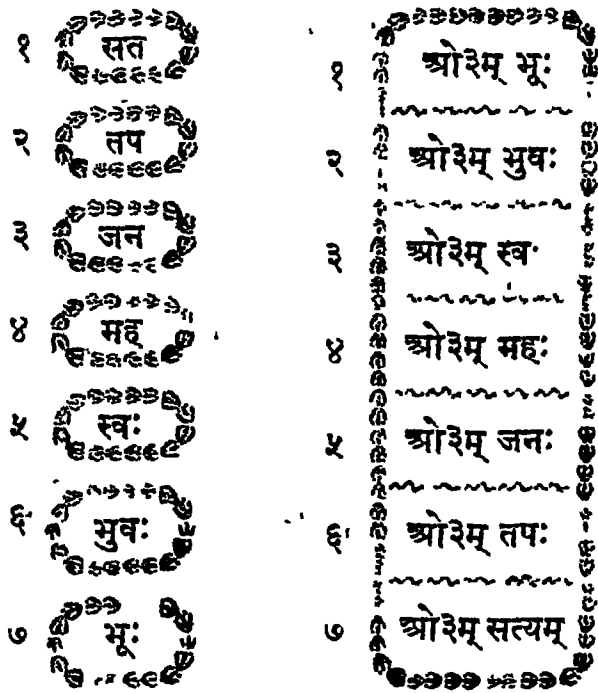 १ सत
२ तप
३ जन
४ मह
५ स्वः
६ भुवः
७ भूः
१ ओ३म् भूः
२ ओ३म् भुवः
३ ओ३म् स्व·
४ ओ३म् महः
५ ओ३म् जनः
६ ओ३म् तपः
७ ओ३म् सत्यम्